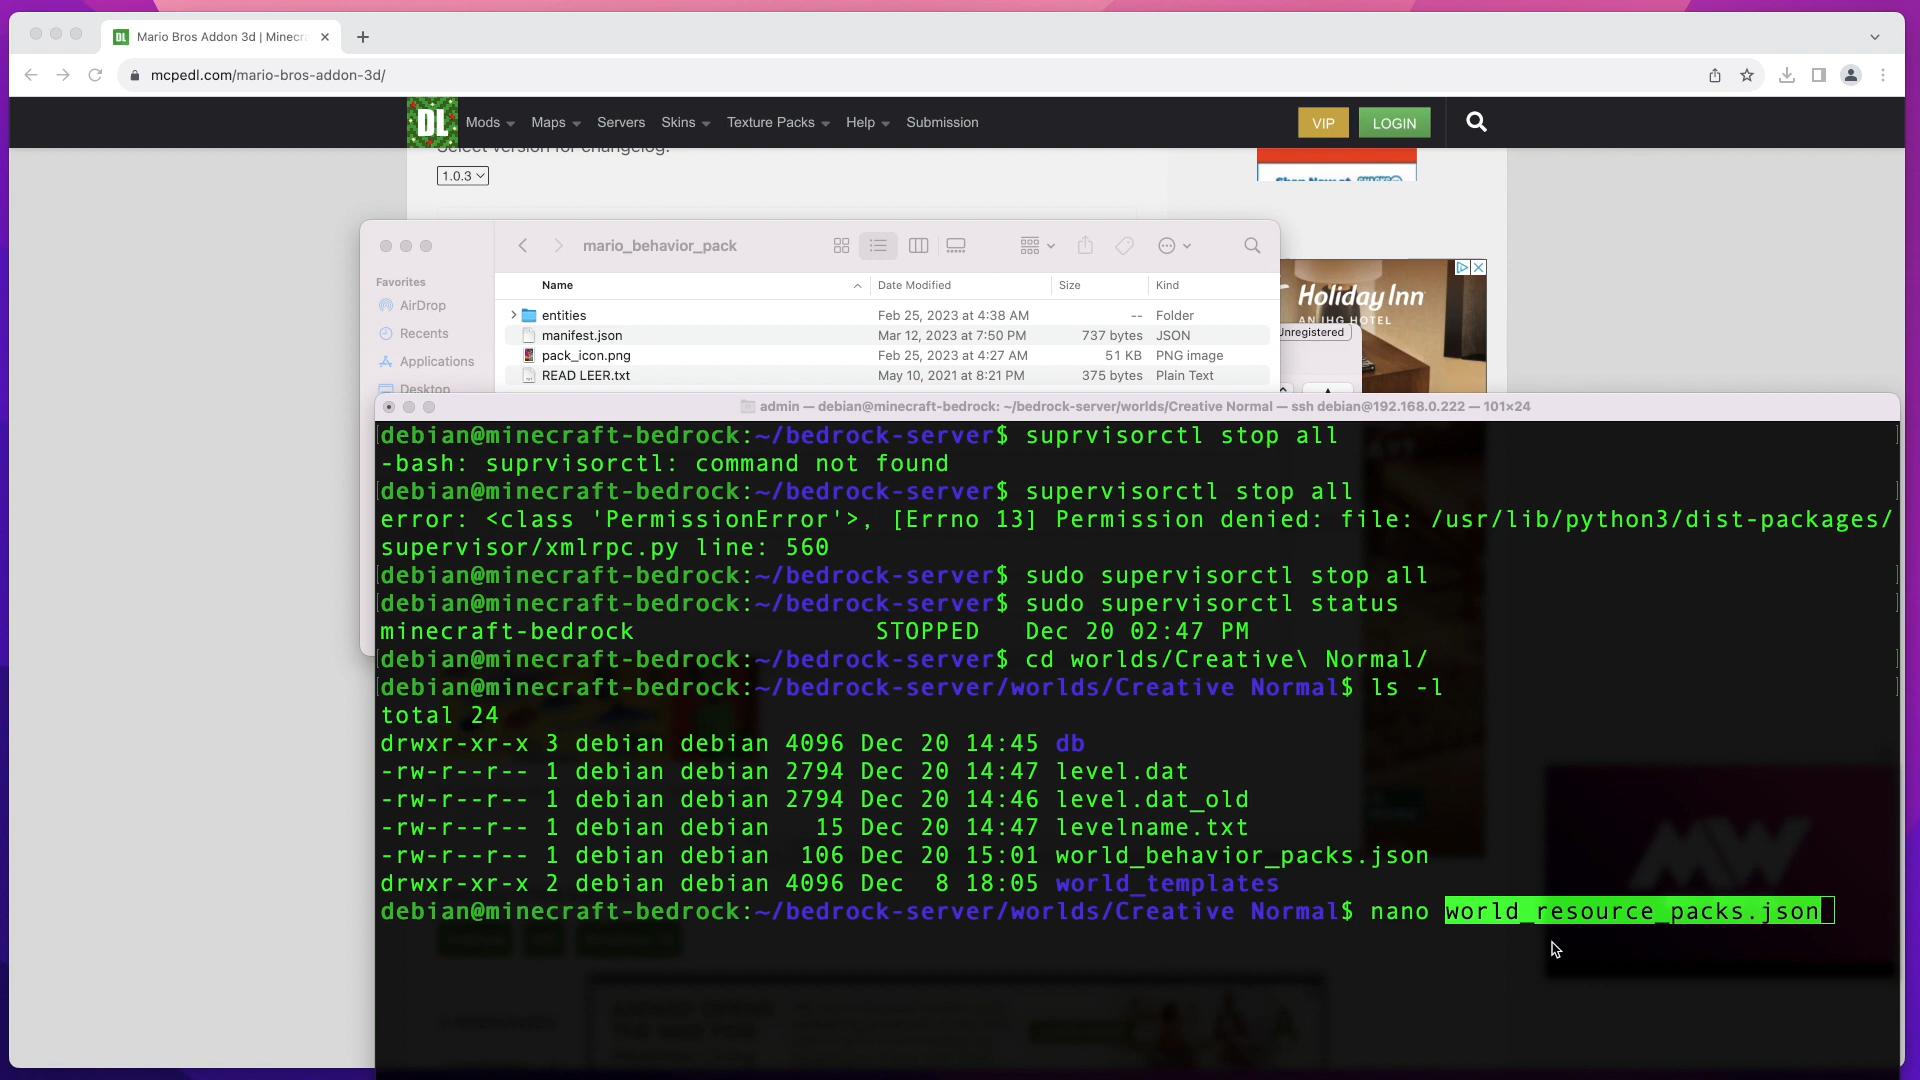 Mario Bros Addon 3d | Minecr
mcpedl.com/mario-bros-addon-3d/
DL
Mods
Maps
Servers
Skins
Texture Packs
Help
Submission
VIP
LOGIN
Select version for changelog:
1.0.3
mario_behavior_pack
Favorites
AirDrop
Recents
Applications
Desktop
Name Date Modified Size Kind
entities Feb 25, 2023 at 4:38 AM -- Folder
manifest.json Mar 12, 2023 at 7:50 PM 737 bytes JSON
pack_icon.png Feb 25, 2023 at 4:27 AM 51 KB PNG image
READ LEER.txt May 10, 2021 at 8:21 PM 375 bytes Plain Text
Holiday Inn
AN IHG HOTEL
Unregistered
admin — debian@minecraft-bedrock: ~/bedrock-server/worlds/Creative Normal — ssh debian@192.168.0.222 — 101×24
debian@minecraft-bedrock:~/bedrock-server$ suprvisorctl stop all
-bash: suprvisorctl: command not found
debian@minecraft-bedrock:~/bedrock-server$ supervisorctl stop all
error: <class 'PermissionError'>, [Errno 13] Permission denied: file: /usr/lib/python3/dist-packages/
supervisor/xmlrpc.py line: 560
debian@minecraft-bedrock:~/bedrock-server$ sudo supervisorctl stop all
debian@minecraft-bedrock:~/bedrock-server$ sudo supervisorctl status
minecraft-bedrock STOPPED Dec 20 02:47 PM
debian@minecraft-bedrock:~/bedrock-server$ cd worlds/Creative\ Normal/
debian@minecraft-bedrock:~/bedrock-server/worlds/Creative Normal$ ls -l
total 24
drwxr-xr-x 3 debian debian 4096 Dec 20 14:45 db
-rw-r--r-- 1 debian debian 2794 Dec 20 14:47 level.dat
-rw-r--r-- 1 debian debian 2794 Dec 20 14:46 level.dat_old
-rw-r--r-- 1 debian debian 15 Dec 20 14:47 levelname.txt
-rw-r--r-- 1 debian debian 106 Dec 20 15:01 world_behavior_packs.json
drwxr-xr-x 2 debian debian 4096 Dec 8 18:05 world_templates
debian@minecraft-bedrock:~/bedrock-server/worlds/Creative Normal$ nano world_resource_packs.json
MW